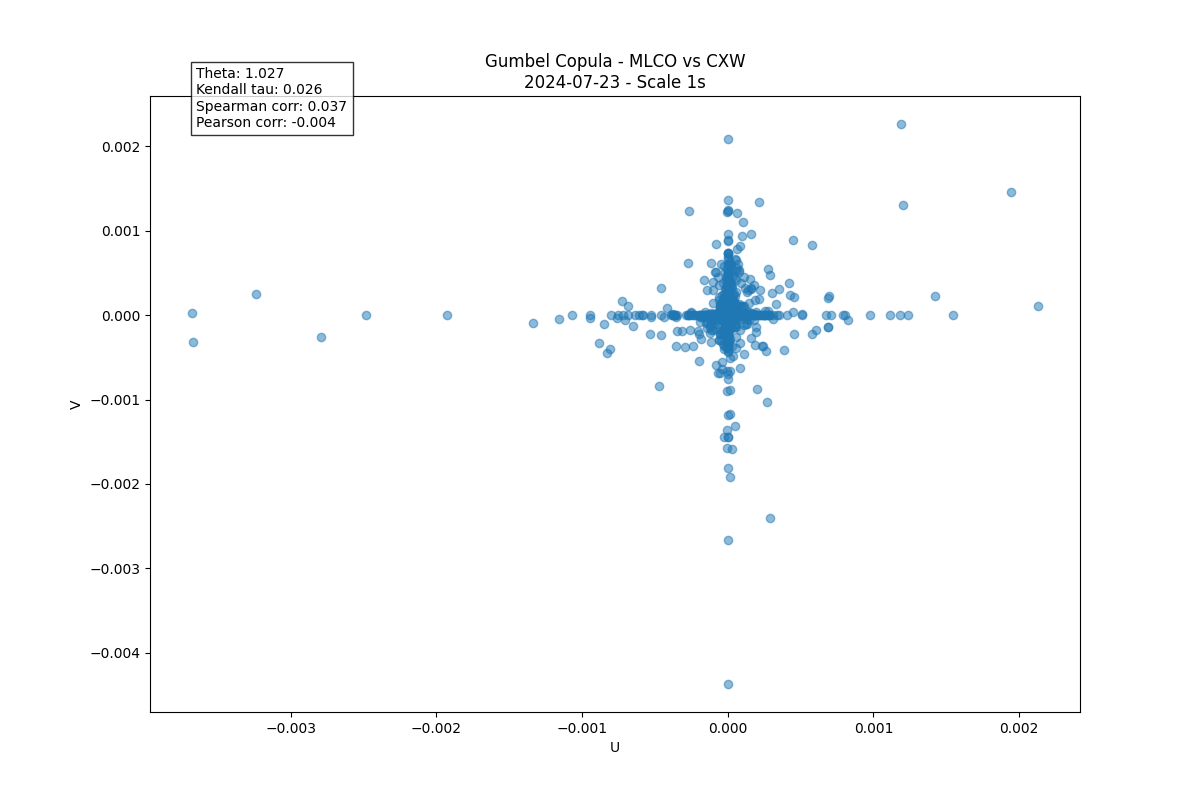 Gumbel Copula - MLCO vs CXW
2024-07-23 - Scale 1s
Theta: 1.027
Kendall tau: 0.026
Spearman corr: 0.037
Pearson corr: -0.004
0.002
0.001
0.000
−0.001
−0.002
−0.003
−0.004
V
−0.003
−0.002
−0.001
0.000
0.001
0.002
U